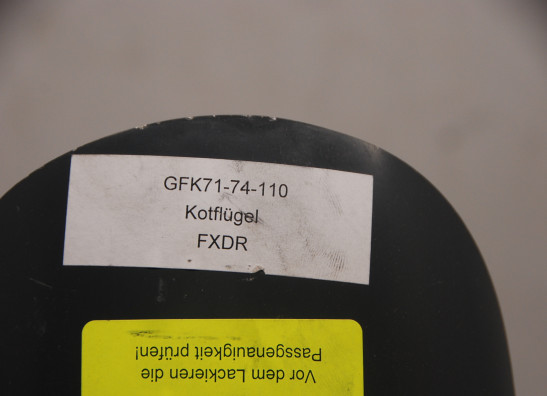 GFK71-74-110
Kotflügel
FXDR
Vor dem Lackieren die
Passgenauigkeit prüfen!